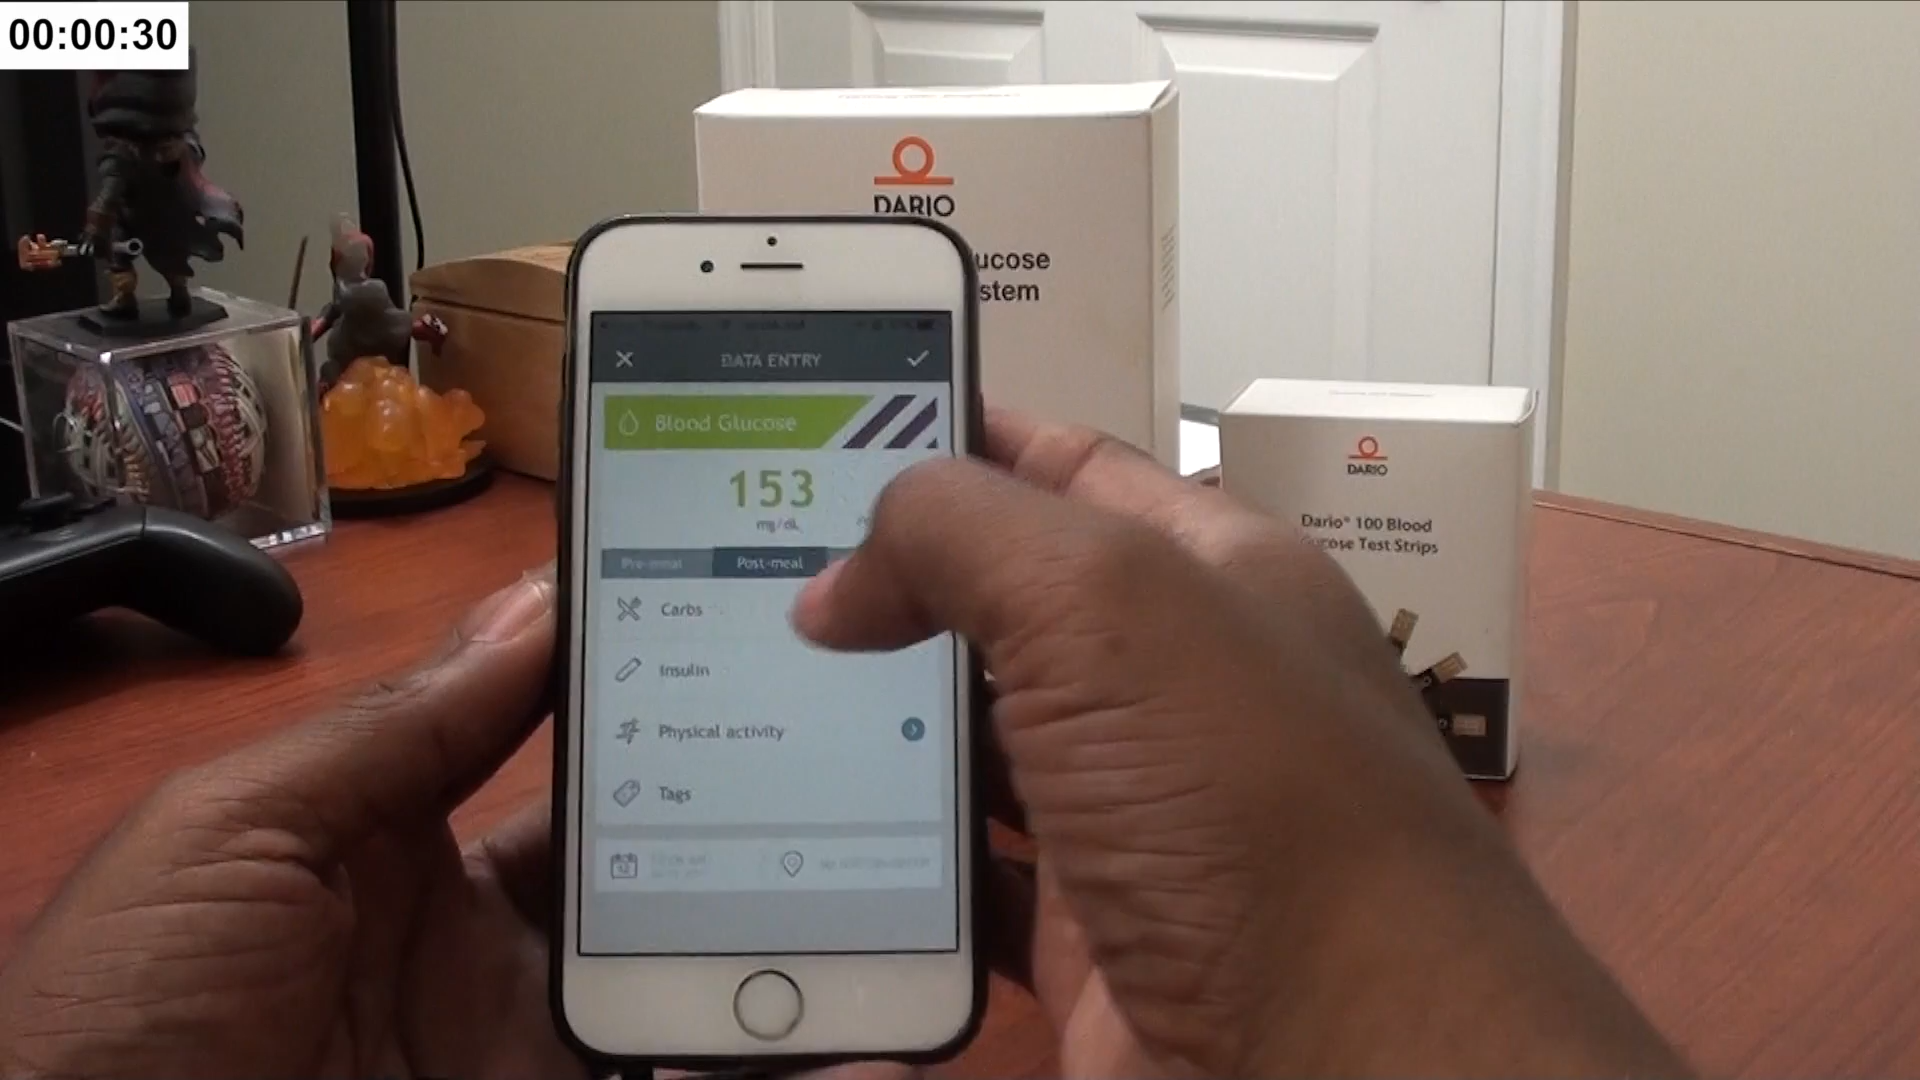 00:00:30
DARIO
ucose
stem
DATA ENTRY
Blood Glucose
153
mg/dL
Pre-meal
Post-meal
Carbs
Insulin
Physical activity
Tags
DARIO
Dario® 100 Blood
Glucose Test Strips